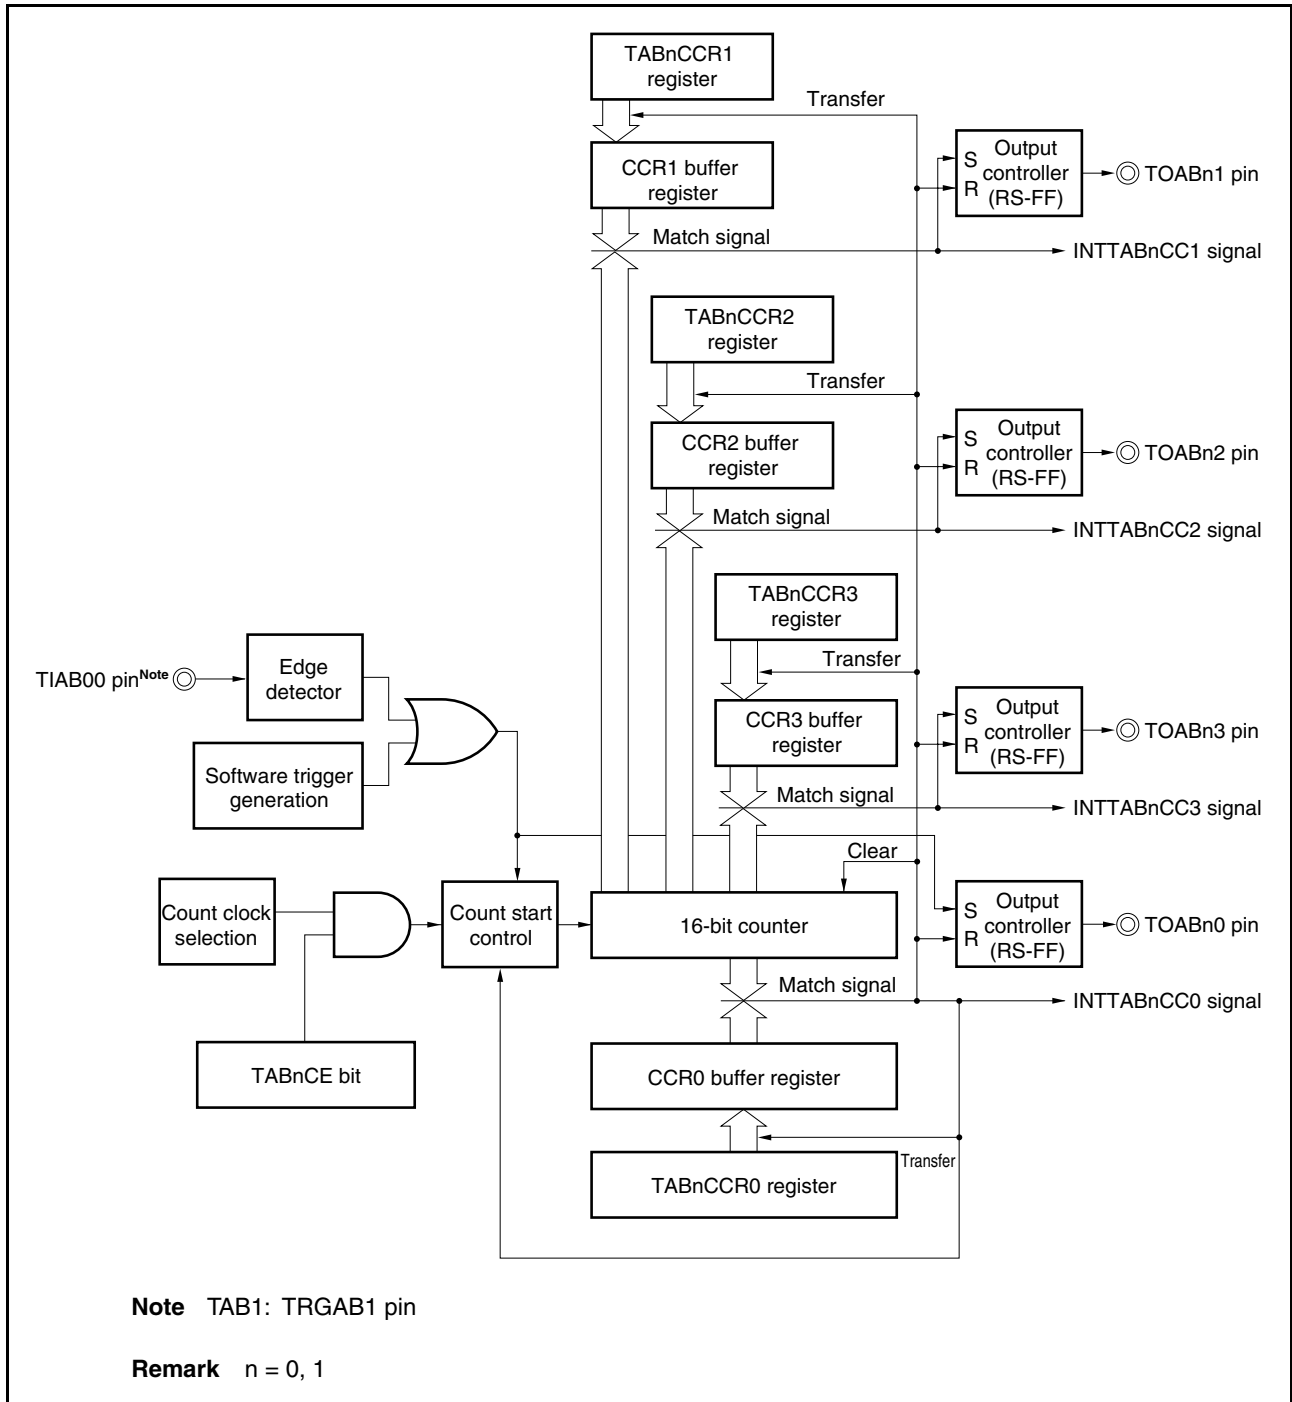 TABnCCR1
register
Transfer
CCR1 buffer
register
S
R
Output
controller
(RS-FF)
TOABn1 pin
Match signal
INTTABnCC1 signal
TABnCCR2
register
Transfer
CCR2 buffer
register
S
R
Output
controller
(RS-FF)
TOABn2 pin
Match signal
INTTABnCC2 signal
TABnCCR3
register
Transfer
TIAB00 pinNote
Edge
detector
CCR3 buffer
register
S
R
Output
controller
(RS-FF)
TOABn3 pin
Software trigger
generation
Match signal
INTTABnCC3 signal
Clear
Count clock
selection
Count start
control
16-bit counter
S
R
Output
controller
(RS-FF)
TOABn0 pin
Match signal
INTTABnCC0 signal
TABnCE bit
CCR0 buffer register
Transfer
TABnCCR0 register
Note TAB1: TRGAB1 pin
Remark n = 0, 1